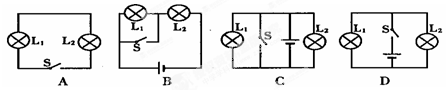 L₁ L₂ S A
L₁ L₂ S B
L₁ S L₂ C
L₁ S L₂ D